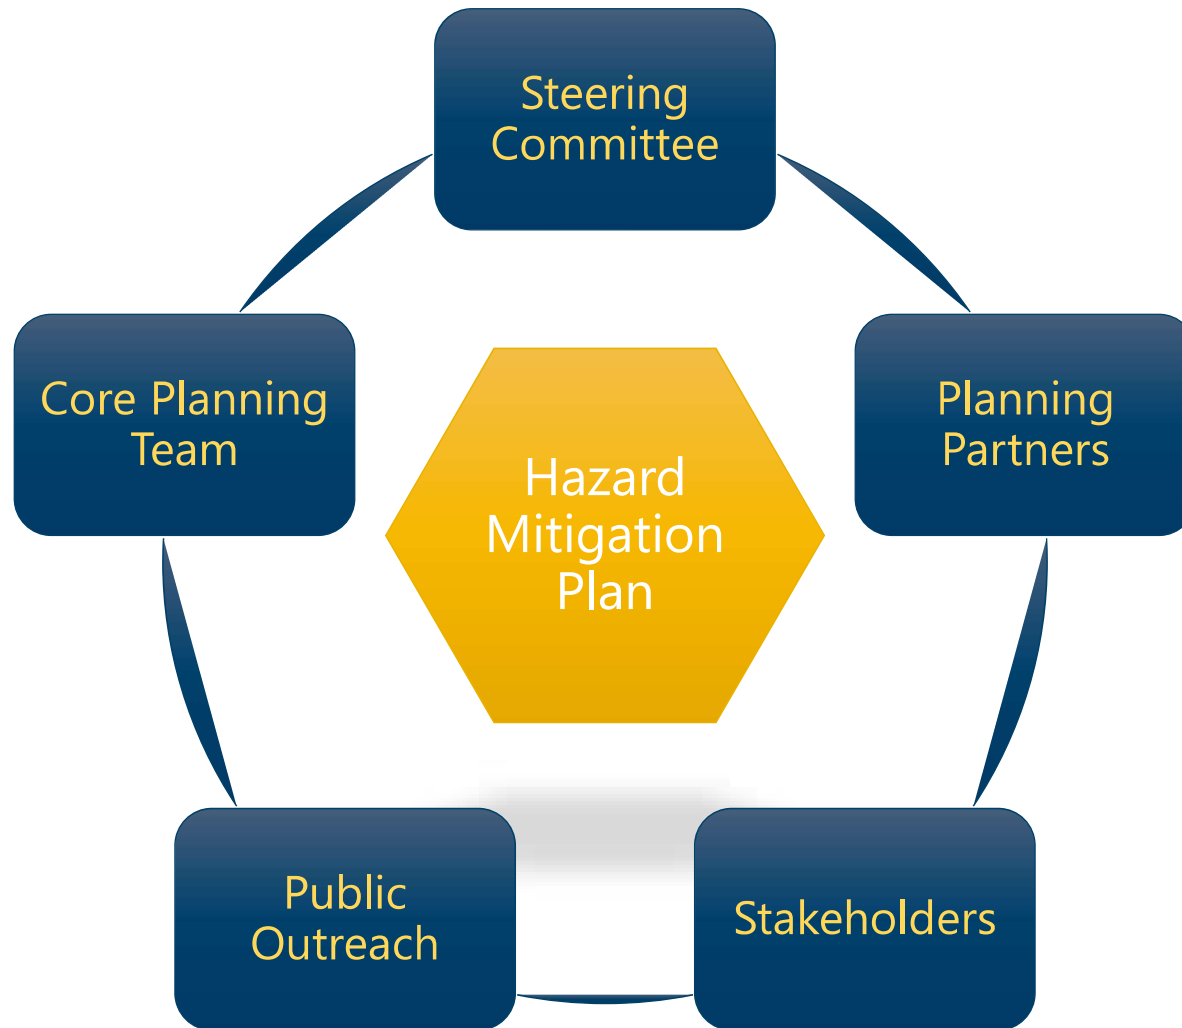 Steering
Committee
Core Planning
Team
Planning
Partners
Hazard
Mitigation
Plan
Public
Outreach
Stakeholders